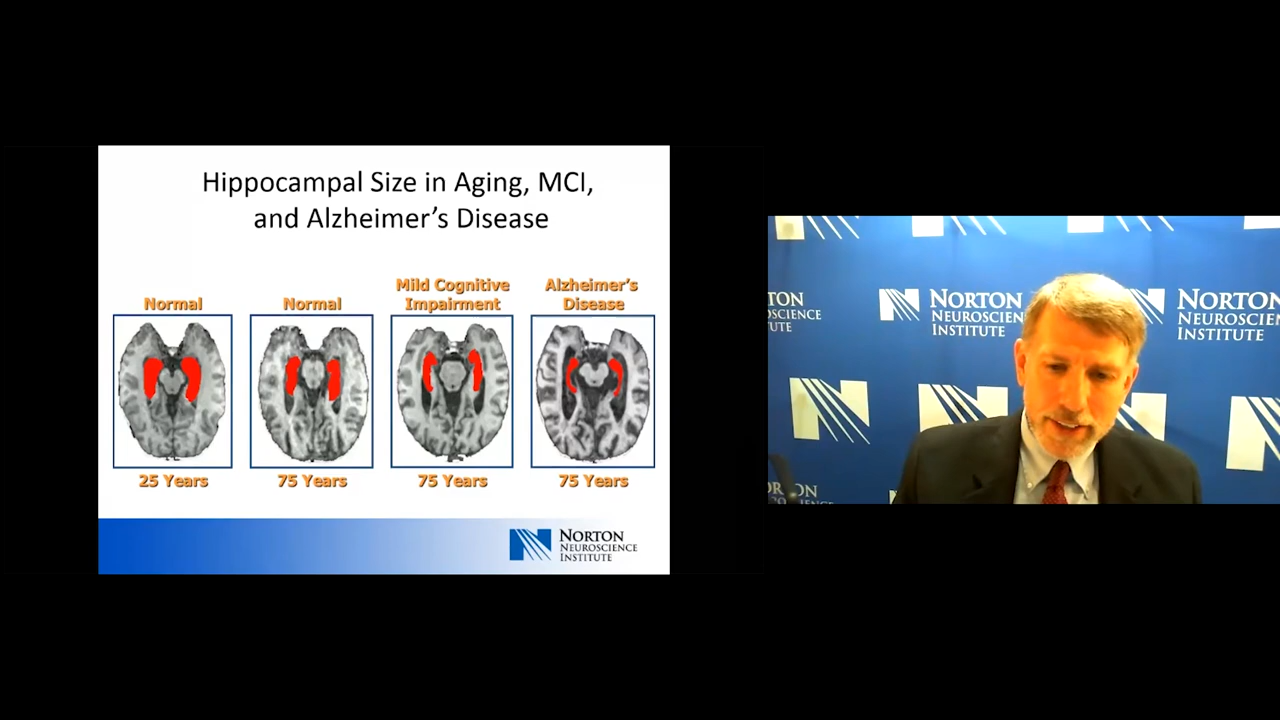 Hippocampal Size in Aging, MCI,
and Alzheimer's Disease
Normal
Normal
Mild Cognitive
Impairment
Alzheimer's
Disease
25 Years
75 Years
75 Years
75 Years
NORTON
NEUROSCIENCE
INSTITUTE
NORTON
NEUROSCIENCE
INSTITUTE
NORTON
NEUROSCIEN
INSTITUTE